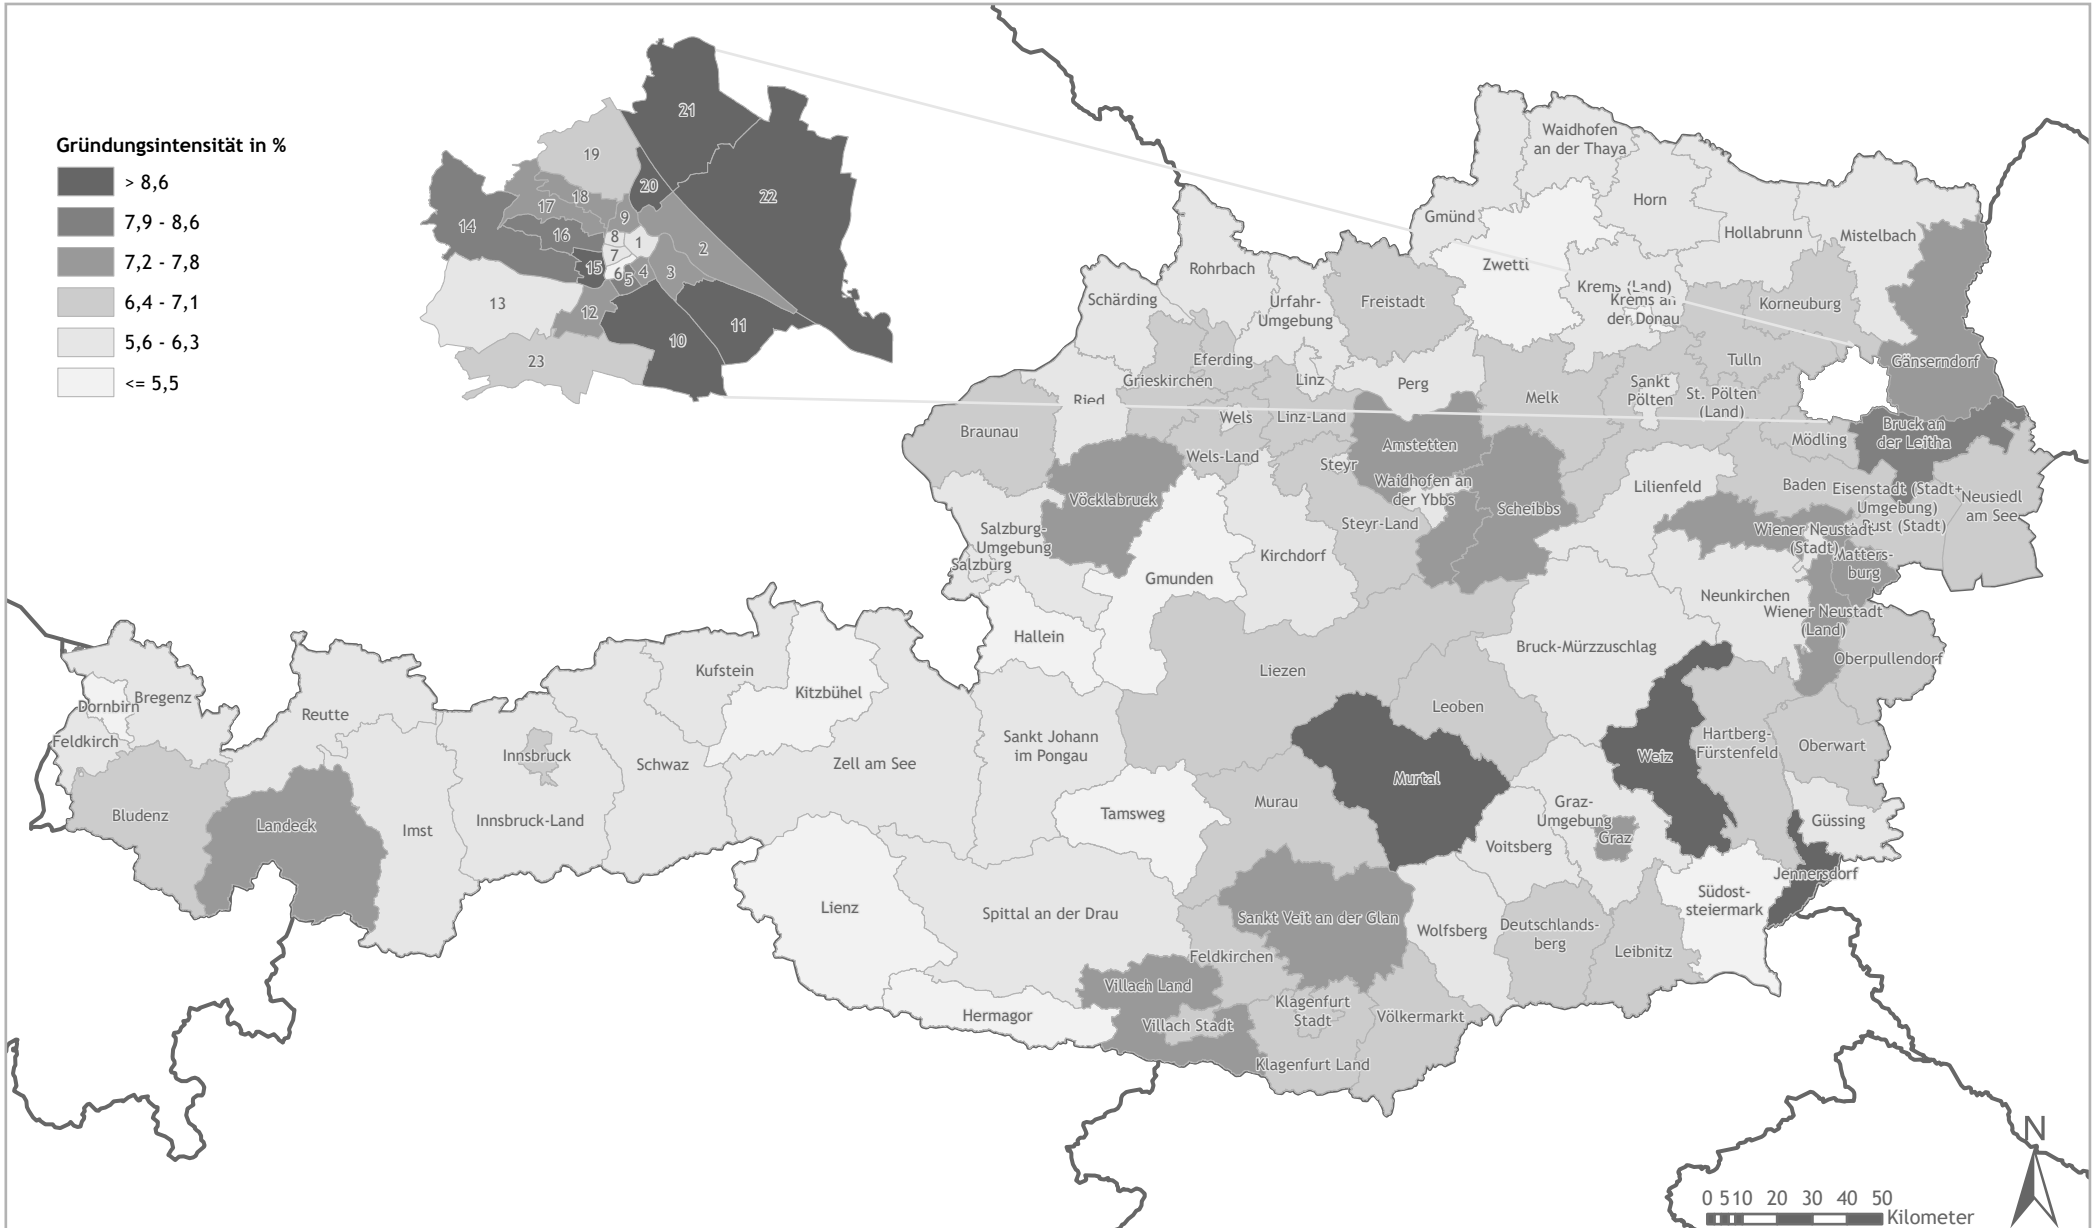 Gründungsintensität in %
> 8,6
7,9 - 8,6
7,2 - 7,8
6,4 - 7,1
5,6 - 6,3
<= 5,5
21
19
20
22
18
17
9
14
16
8
1
2
7
15
6
5
4
3
13
12
11
10
23
Waidhofen
an der Thaya
Gmünd
Horn
Hollabrunn
Mistelbach
Zwettl
Rohrbach
Schärding
Urfahr-
Umgebung
Freistadt
Krems (Land)
Krems an
der Donau
Korneuburg
Eferding
Grieskirchen
Linz
Perg
Tulln
Gänserndorf
Ried
Melk
Sankt
Pölten
St. Pölten
(Land)
Braunau
Wels
Linz-Land
Amstetten
Mödling
Bruck an
der Leitha
Wels-Land
Steyr
Waidhofen an
der Ybbs
Lilienfeld
Baden
Eisenstadt (Stadt+
Umgebung)
Rust (Stadt)
Neusiedl
am See
Vöcklabruck
Scheibbs
Salzburg-
Umgebung
Salzburg
Steyr-Land
Wiener Neustadt
(Stadt)
Matters-
burg
Kirchdorf
Gmunden
Neunkirchen
Wiener Neustadt
(Land)
Hallein
Bruck-Mürzzuschlag
Oberpullendorf
Liezen
Kufstein
Kitzbühel
Bregenz
Dornbirn
Reutte
Leoben
Feldkirch
Innsbruck
Schwaz
Zell am See
Sankt Johann
im Pongau
Hartberg-
Fürstenfeld
Oberwart
Weiz
Murtal
Murau
Tamsweg
Bludenz
Landeck
Imst
Innsbruck-Land
Graz-
Umgebung
Graz
Voitsberg
Güssing
Jennersdorf
Lienz
Spittal an der Drau
Sankt Veit an der Glan
Wolfsberg
Deutschlands-
berg
Südost-
steiermark
Leibnitz
Feldkirchen
Villach Land
Klagenfurt
Stadt
Völkermarkt
Hermagor
Villach Stadt
Klagenfurt Land
N
0 5 10 20 30 40 50
Kilometer